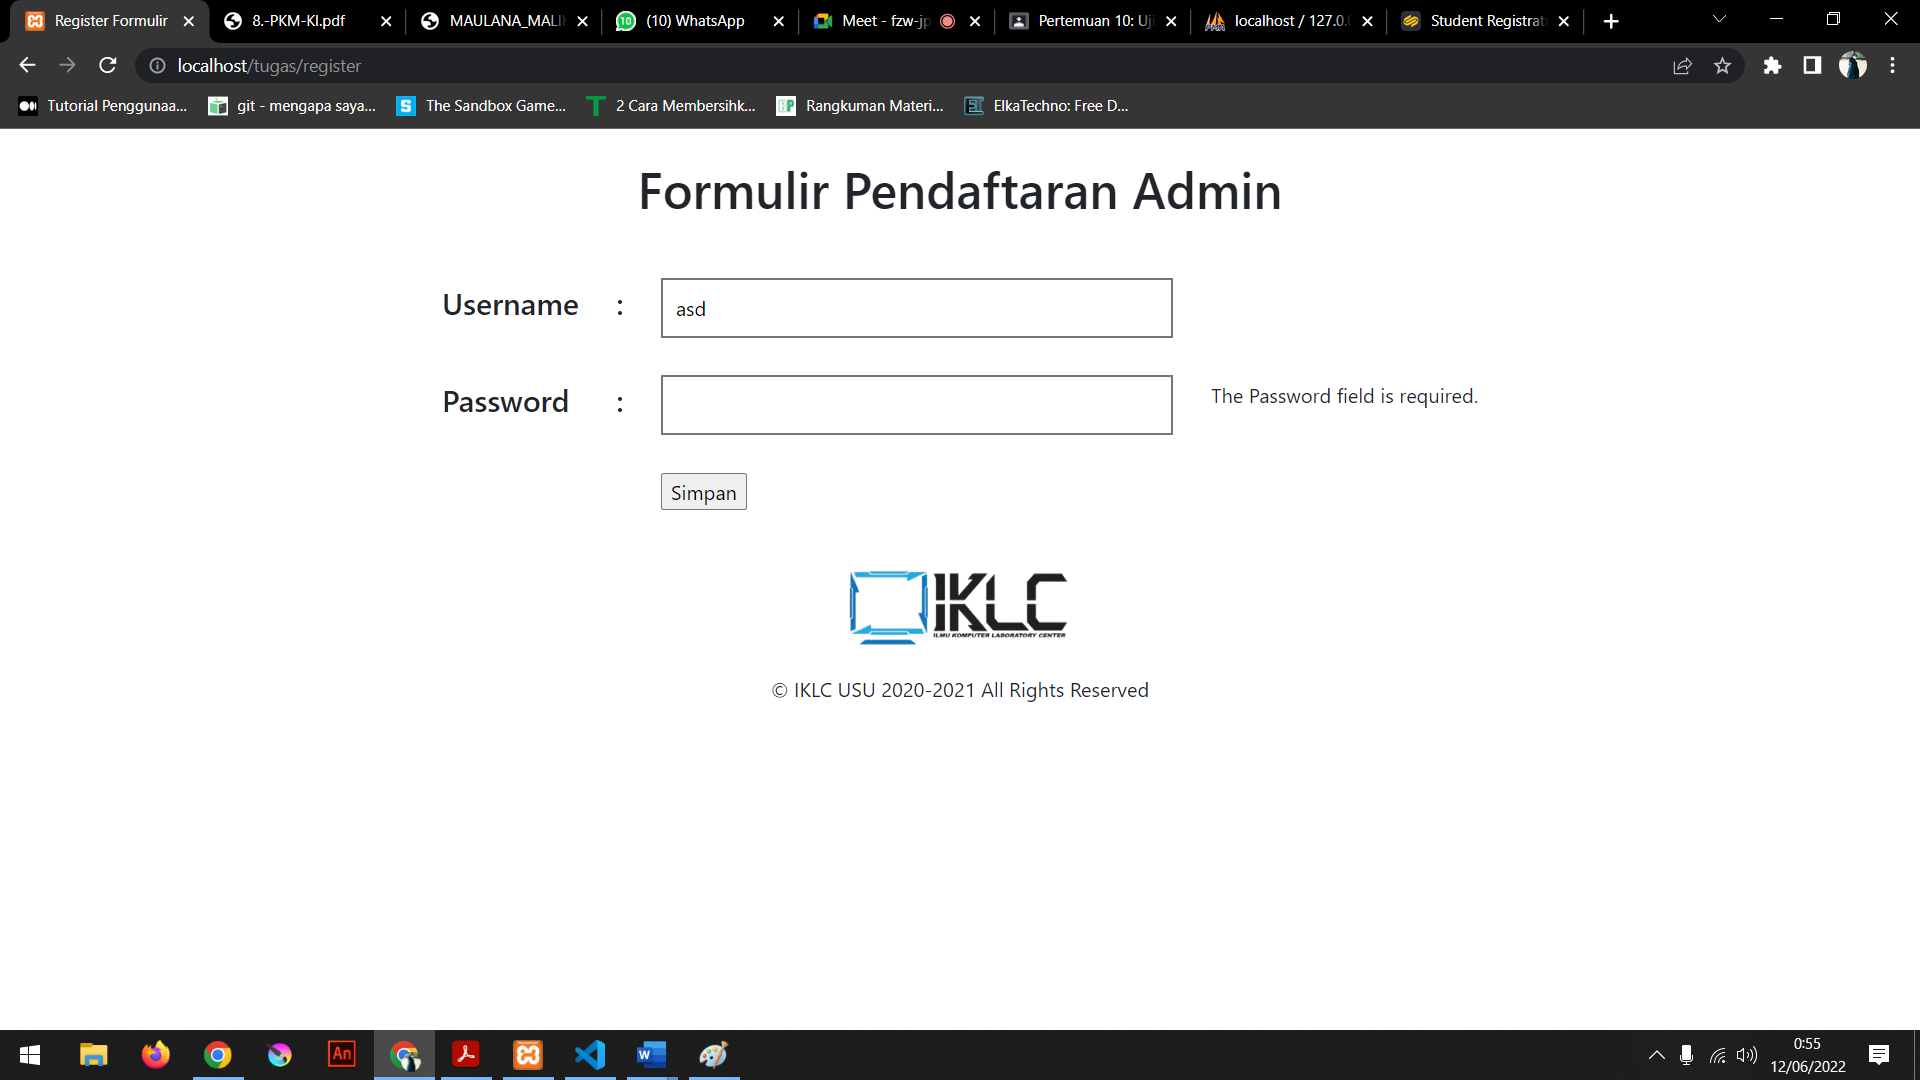 Register Formulir
8.-PKM-KI.pdf
MAULANA_MALI
(10) WhatsApp
Meet - fzw-jp
Pertemuan 10: Uji
localhost / 127.0.0
Student Registrati
localhost/tugas/register
Tutorial Penggunaa...
git - mengapa saya...
The Sandbox Game...
2 Cara Membersihk...
Rangkuman Materi...
ElkaTechno: Free D...
Formulir Pendaftaran Admin
Username :
asd
Password :
The Password field is required.
Simpan
IKLC
ILMU KOMPUTER LABORATORY CENTER
© IKLC USU 2020-2021 All Rights Reserved
0:55
12/06/2022